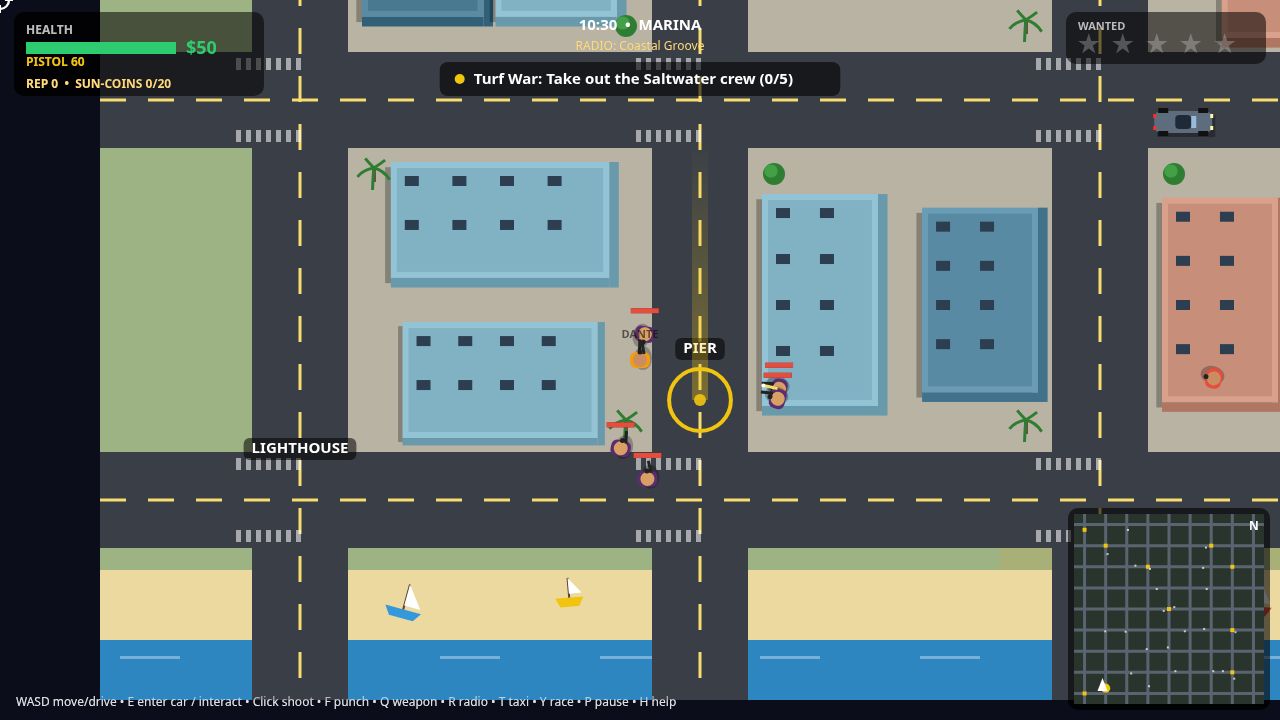 HEALTH
$50
PISTOL 60
REP 0 • SUN-COINS 0/20
10:30 • MARINA
RADIO: Coastal Groove
Turf War: Take out the Saltwater crew (0/5)
WANTED
DANTE
PIER
LIGHTHOUSE
N
WASD move/drive • E enter car / interact • Click shoot • F punch • Q weapon • R radio • T taxi • Y race • P pause • H help